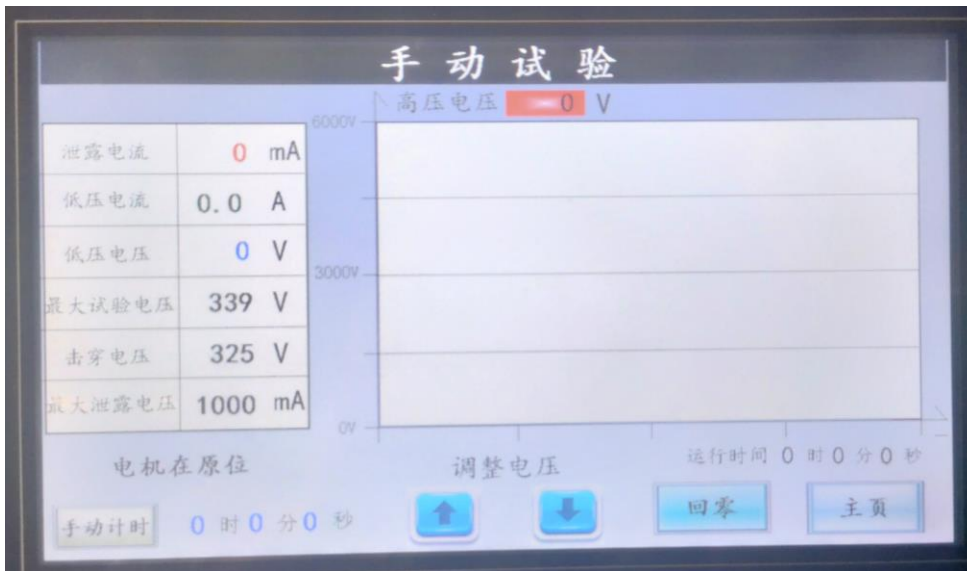 手动试验
高压电压 0 V
6000V
泄露电流 0 mA
低压电流 0.0 A
低压电压 0 V
3000V
最大试验电压 339 V
击穿电压 325 V
最大泄露电压 1000 mA
0V
电机在原位
调整电压
运行时间 0 时 0 分 0 秒
手动计时 0 时 0 分 0 秒
回零
主页